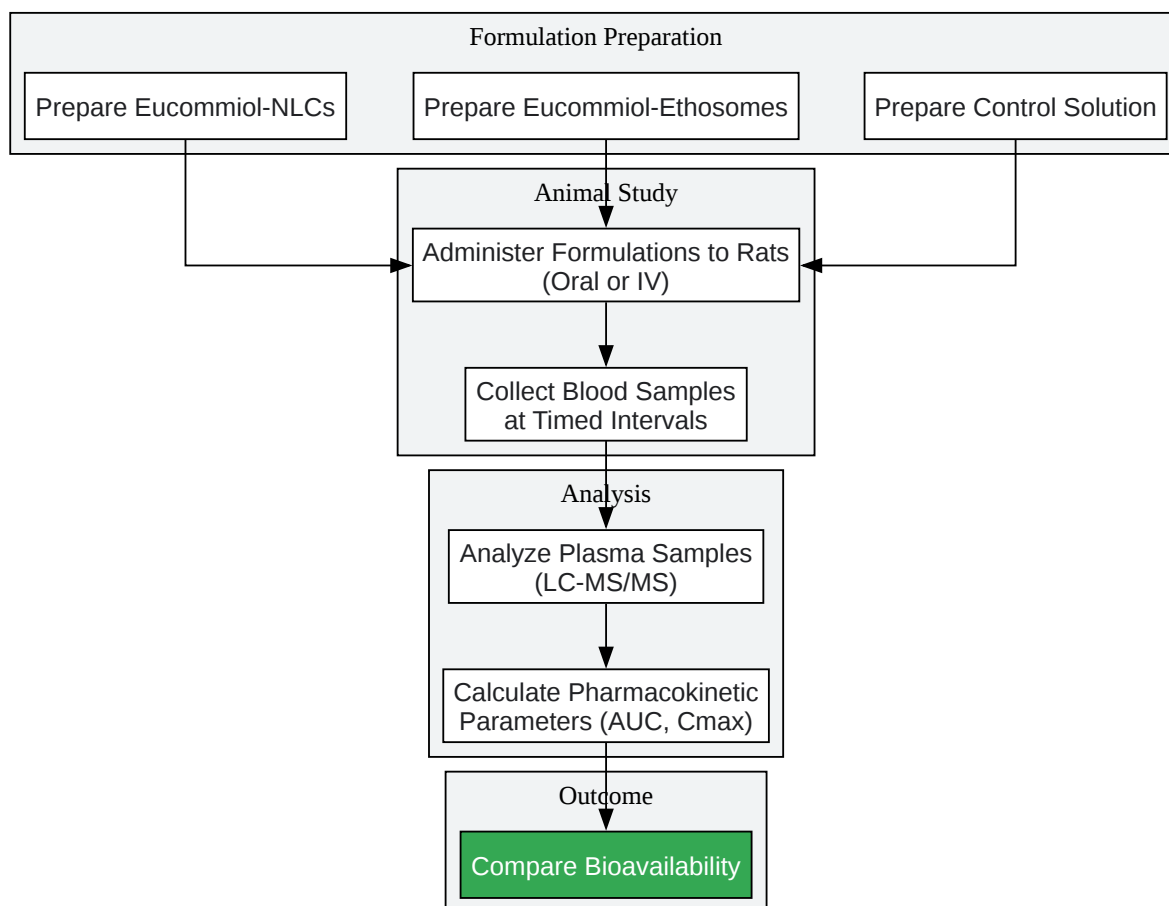 Formulation Preparation
Prepare Eucommiol-NLCs
Prepare Eucommiol-Ethosomes
Prepare Control Solution
Animal Study
Administer Formulations to Rats
(Oral or IV)
Collect Blood Samples
at Timed Intervals
Analysis
Analyze Plasma Samples
(LC-MS/MS)
Calculate Pharmacokinetic
Parameters (AUC, Cmax)
Outcome
Compare Bioavailability